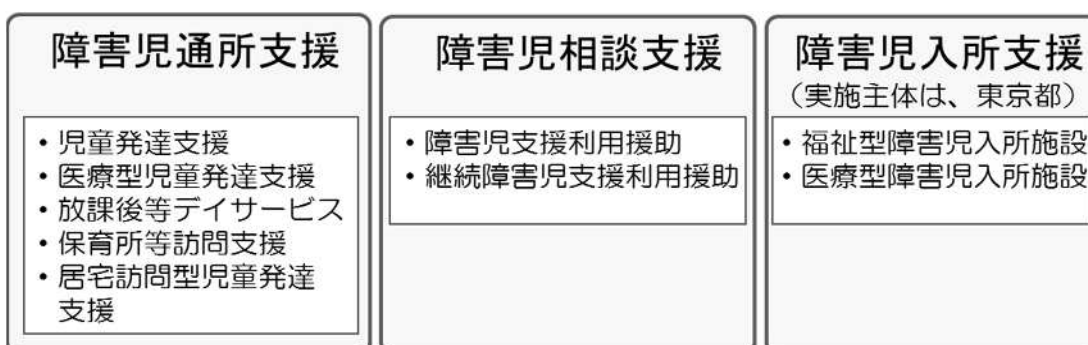 障害児通所支援
・児童発達支援
・医療型児童発達支援
・放課後等デイサービス
・保育所等訪問支援
・居宅訪問型児童発達
支援
障害児相談支援
・障害児支援利用援助
・継続障害児支援利用援助
障害児入所支援
（実施主体は、東京都）
・福祉型障害児入所施設
・医療型障害児入所施設